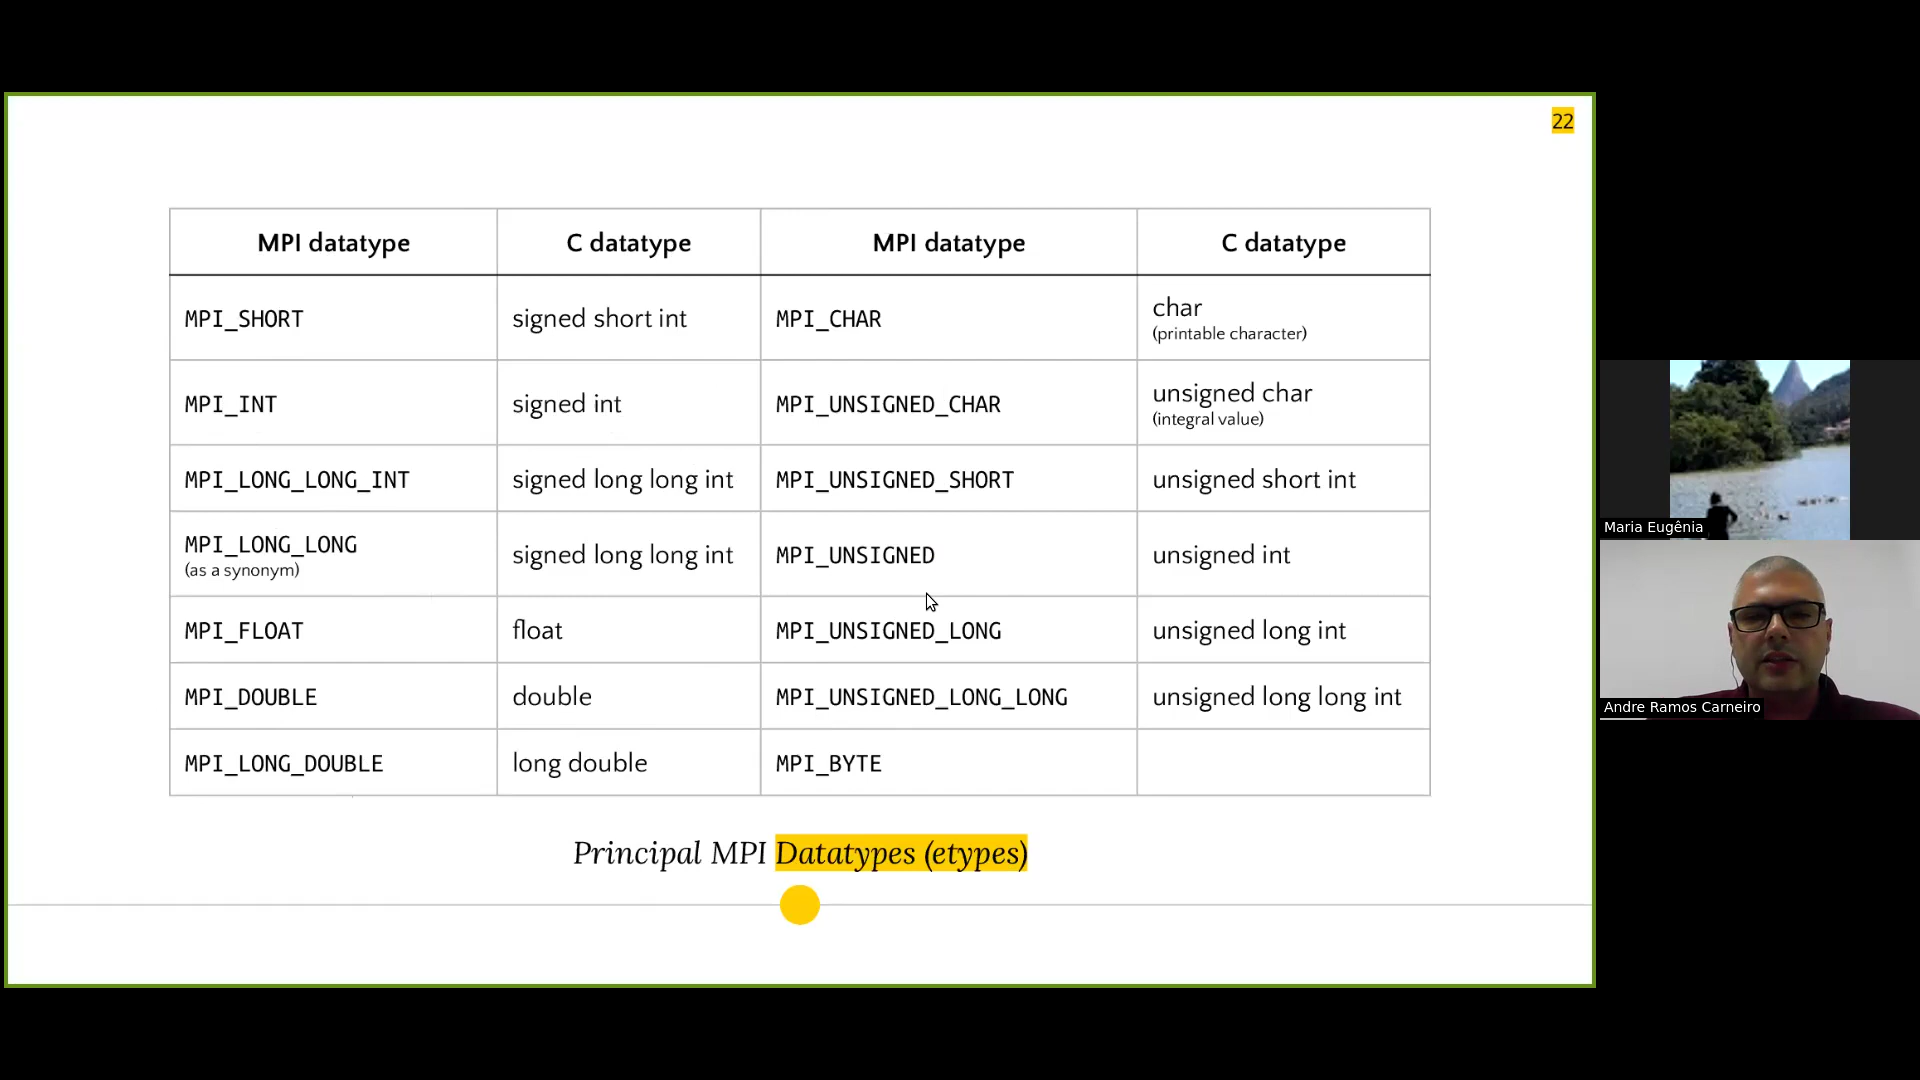 22
MPI datatype C datatype MPI datatype C datatype
MPI_SHORT signed short int MPI_CHAR char
(printable character)
MPI_INT signed int MPI_UNSIGNED_CHAR unsigned char
(integral value)
MPI_LONG_LONG_INT signed long long int MPI_UNSIGNED_SHORT unsigned short int
MPI_LONG_LONG
(as a synonym)
signed long long int MPI_UNSIGNED unsigned int
MPI_FLOAT float MPI_UNSIGNED_LONG unsigned long int
MPI_DOUBLE double MPI_UNSIGNED_LONG_LONG unsigned long long int
MPI_LONG_DOUBLE long double MPI_BYTE
Principal MPI Datatypes (etypes)
Maria Eugênia
Andre Ramos Carneiro